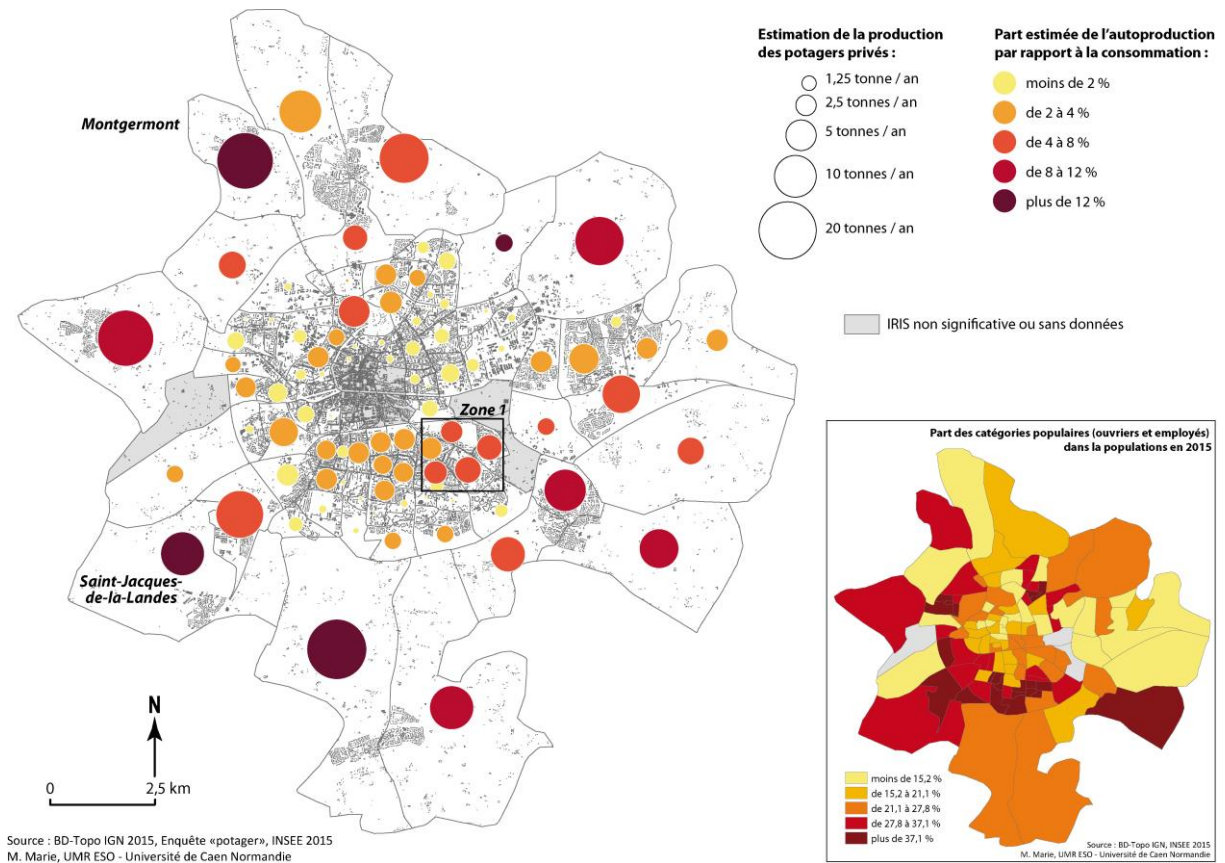 Montgermont
Zone 1
Saint-Jacques-
de-la-Landes
N
0 2,5 km
Source : BD-Topo IGN 2015, Enquête «potager», INSEE 2015
M. Marie, UMR ESO - Université de Caen Normandie
Estimation de la production
des potagers privés :
1,25 tonne / an
2,5 tonnes / an
5 tonnes / an
10 tonnes / an
20 tonnes / an
Part estimée de l'autoproduction
par rapport à la consommation :
moins de 2 %
de 2 à 4 %
de 4 à 8 %
de 8 à 12 %
plus de 12 %
IRIS non significative ou sans données
Part des catégories populaires (ouvriers et employés)
dans la populations en 2015
moins de 15,2 %
de 15,2 à 21,1 %
de 21,1 à 27,8 %
de 27,8 à 37,1 %
plus de 37,1 %
Source : BD-Topo IGN, INSEE 2015
M. Marie, UMR ESO - Université de Caen Normandie